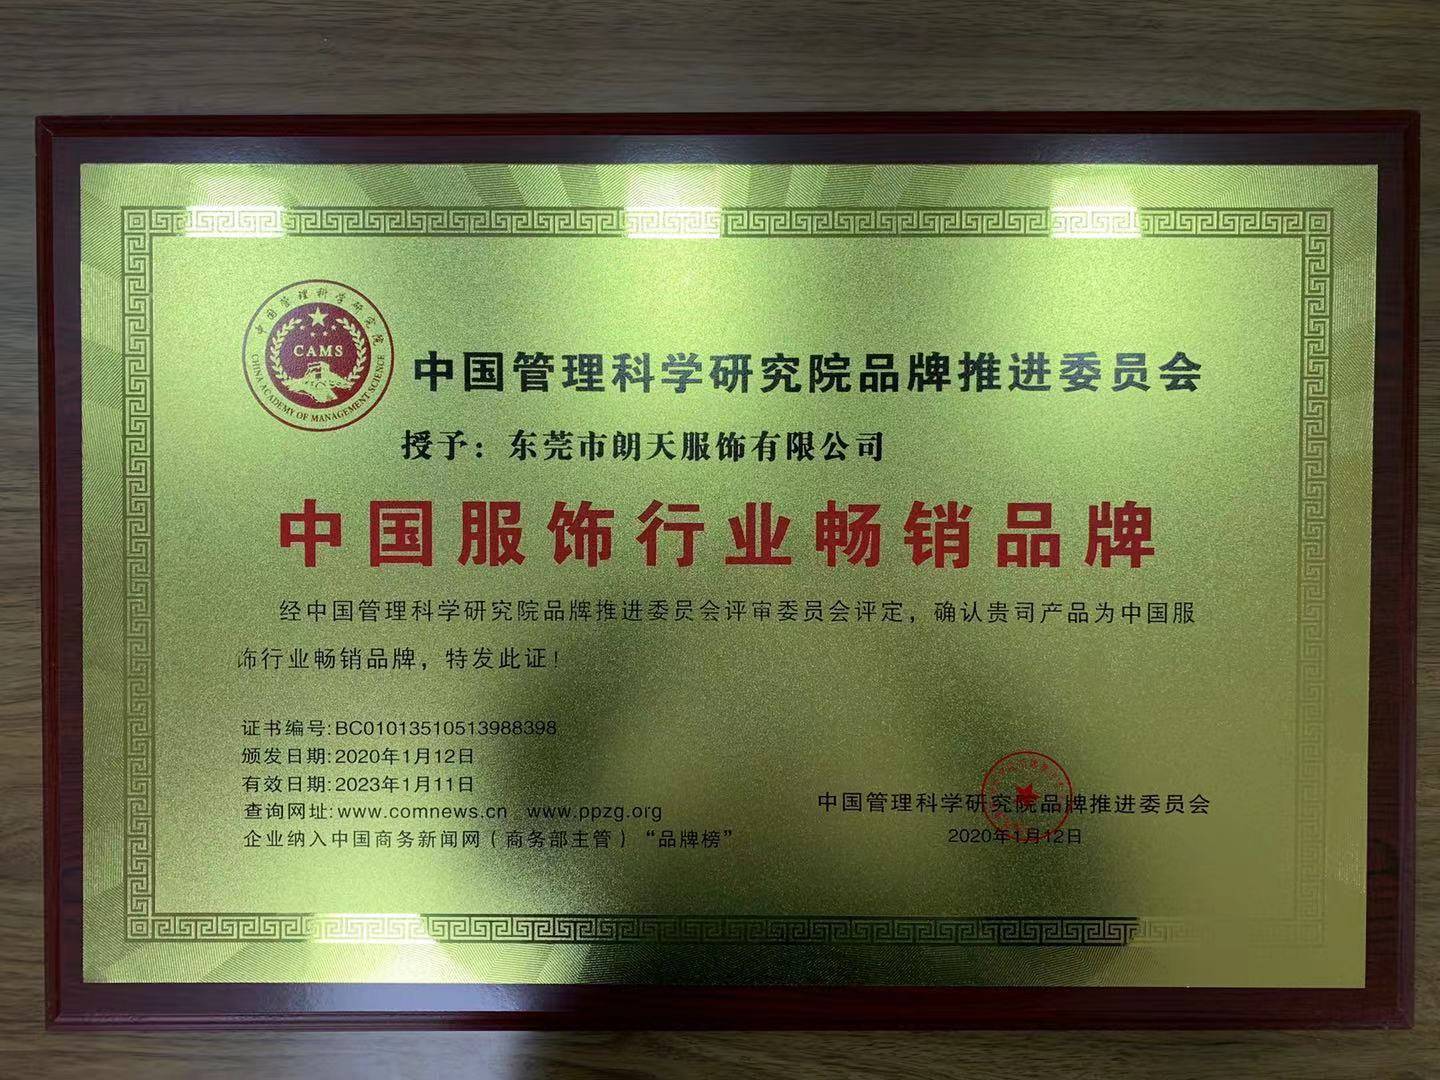 中国管理科学研究院
CAMS
CHINA ACADEMY OF MANAGEMENT SCIENCE
中国管理科学研究院品牌推进委员会
授予：东莞市朗天服饰有限公司
中国服饰行业畅销品牌
经中国管理科学研究院品牌推进委员会评审委员会评定，确认贵司产品为中国服
饰行业畅销品牌，特发此证！
证书编号:BC01013510513988398
颁发日期:2020年1月12日
有效日期:2023年1月11日
查询网址:www.comnews.cn www.ppzg.org
企业纳入中国商务新闻网（商务部主管）“品牌榜”
中国管理科学研究院品牌推进委员会
2020年1月12日